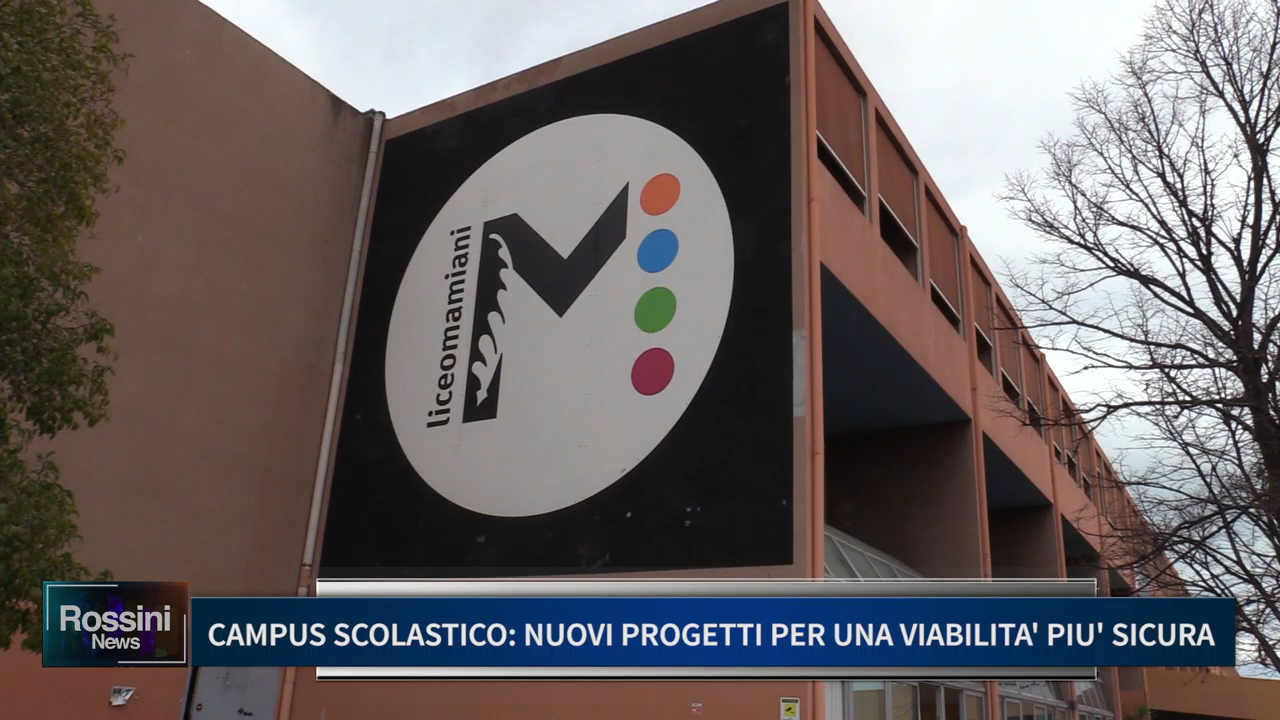 liceomamiani
Rossini
News
CAMPUS SCOLASTICO: NUOVI PROGETTI PER UNA VIABILITA' PIU' SICURA